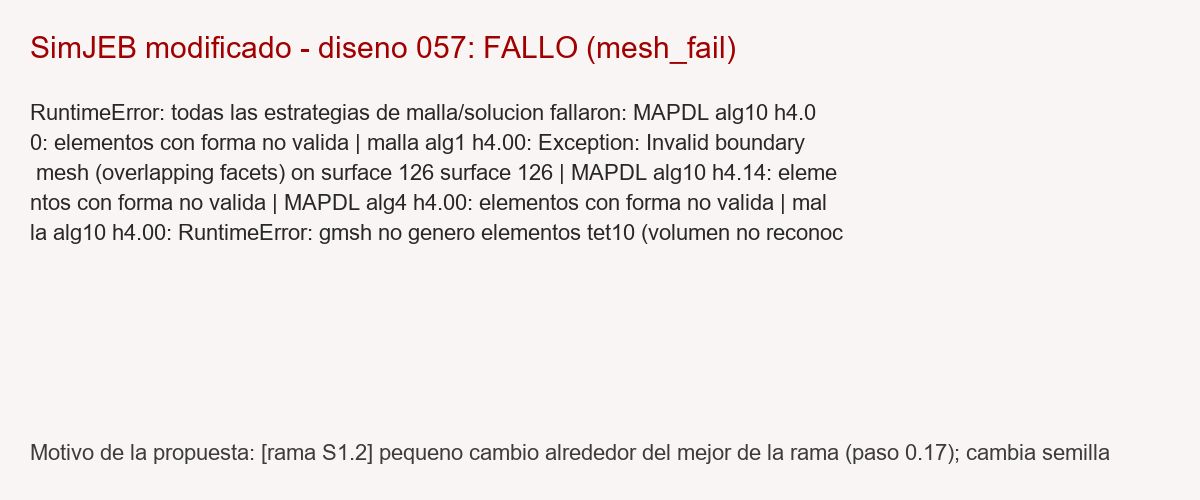 SimJEB modificado - diseno 057: FALLO (mesh_fail)
RuntimeError: todas las estrategias de malla/solucion fallaron: MAPDL alg10 h4.0
0: elementos con forma no valida | malla alg1 h4.00: Exception: Invalid boundary
mesh (overlapping facets) on surface 126 surface 126 | MAPDL alg10 h4.14: eleme
ntos con forma no valida | MAPDL alg4 h4.00: elementos con forma no valida | mal
la alg10 h4.00: RuntimeError: gmsh no genero elementos tet10 (volumen no reconoc
Motivo de la propuesta: [rama S1.2] pequeno cambio alrededor del mejor de la rama (paso 0.17); cambia semilla